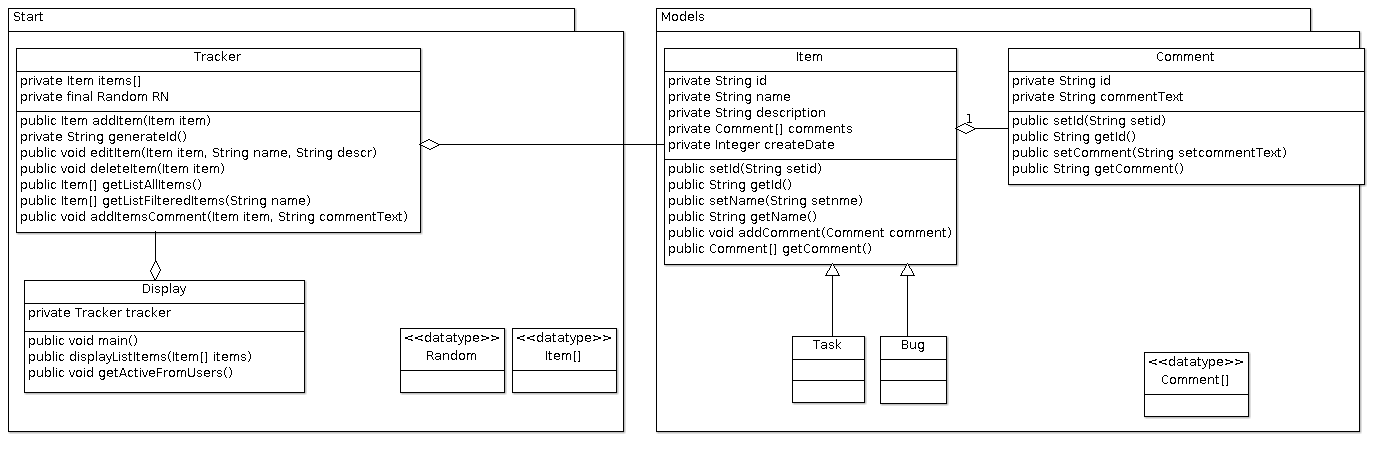 Start
Tracker
private Item items[]
private final Random RN
public Item addItem(Item item)
private String generateId()
public void editItem(Item item, String name, String descr)
public void deleteItem(Item item)
public Item[] getListAllItems()
public Item[] getListFilteredItems(String name)
public void addItemsComment(Item item, String commentText)
Display
private Tracker tracker
public void main()
public displayListItems(Item[] items)
public void getActiveFromUsers()
<<datatype>>
Random
<<datatype>>
Item[]
Models
Item
private String id
private String name
private String description
private Comment[] comments
private Integer createDate
public setId(String setid)
public String getId()
public setName(String setnme)
public String getName()
public void addComment(Comment comment)
public Comment[] getComment()
1
Comment
private String id
private String commentText
public setId(String setid)
public String getId()
public setComment(String setcommentText)
public String getComment()
Task
Bug
<<datatype>>
Comment[]